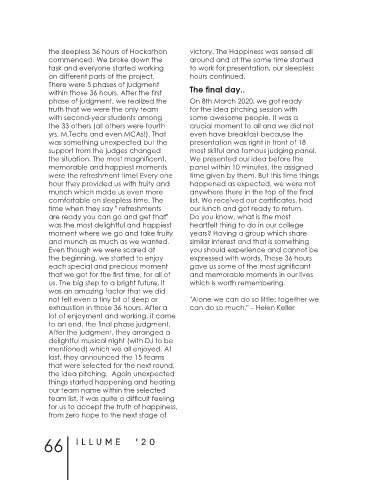 the sleepless 36 hours of Hackathon
commenced. We broke down the
task and everyone started working
on different parts of the project.
There were 5 phases of judgment
within those 36 hours. After the first
phase of judgment, we realized the
truth that we were the only team
with second-year students among
the 33 others (all others were fourth
yrs, M.Techs and even MCAs!). That
was something unexpected but the
support from the judges changed
the situation. The most magnificent,
memorable and happiest moments
were the refreshment time! Every one
hour they provided us with fruity and
munch which made us even more
comfortable on sleepless time. The
time when they say " refreshments
are ready you can go and get that"
was the most delightful and happiest
moment where we go and take fruity
and munch as much as we wanted.
Even though we were scared at
the beginning, we started to enjoy
each special and precious moment
that we got for the first time, for all of
us. The big step to a bright future. It
was an amazing factor that we did
not felt even a tiny bit of sleep or
exhaustion in those 36 hours. After a
lot of enjoyment and working, it came
to an end, the final phase judgment.
After the judgment, they arranged a
delightful musical night (with DJ to be
mentioned) which we all enjoyed. At
last, they announced the 15 teams
that were selected for the next round,
the idea pitching.  Again unexpected
things started happening and hearing
our team name within the selected
team list, it was quite a difficult feeling
for us to accept the truth of happiness,
from zero hope to the next stage of
victory. The Happiness was sensed all
around and at the same time started
to work for presentation, our sleepless
hours continued.
The final day..
On 8th March 2020, we got ready
for the idea pitching session with
some awesome people. It was a
crucial moment to all and we did not
even have breakfast because the
presentation was right in front of 18
most skilful and famous judging panel.
We presented our idea before the
panel within 10 minutes, the assigned
time given by them. But this time things
happened as expected, we were not
anywhere there in the top of the final
list. We received our certificates, had
our lunch and got ready to return.
Do you know, what is the most
heartfelt thing to do in our college
years? Having a group which share
similar interest and that is something
you should experience and cannot be
expressed with words. Those 36 hours
gave us some of the most significant
and memorable moments in our lives
which is worth remembering.
"Alone we can do so little; together we
can do so much." – Helen Keller
66 ILLUME '20